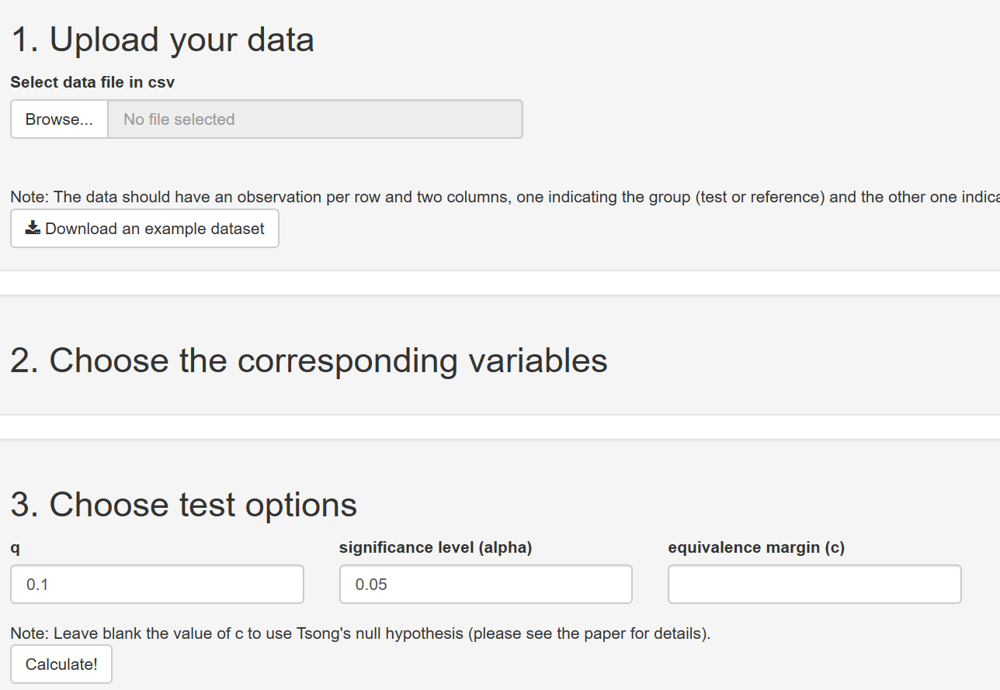 1. Upload your data
Select data file in csv
Browse... No file selected
Note: The data should have an observation per row and two columns, one indicating the group (test or reference) and the other one indica
Download an example dataset
2. Choose the corresponding variables
3. Choose test options
q significance level (alpha) equivalence margin (c)
0.1 0.05
Note: Leave blank the value of c to use Tsong's null hypothesis (please see the paper for details).
Calculate!